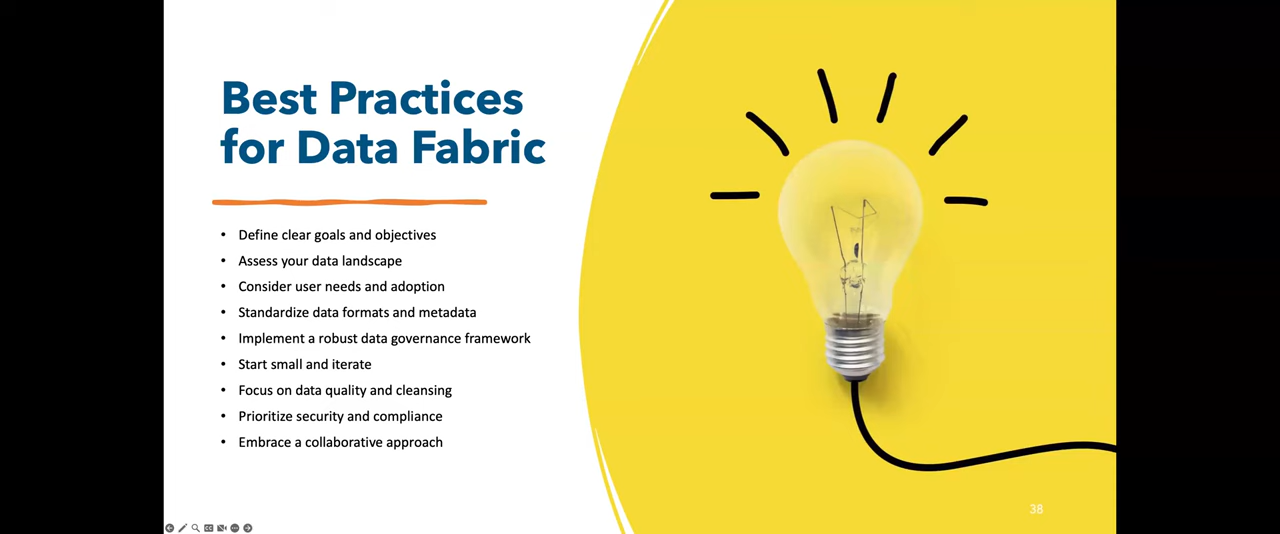 Best Practices
for Data Fabric
• Define clear goals and objectives
• Assess your data landscape
• Consider user needs and adoption
• Standardize data formats and metadata
• Implement a robust data governance framework
• Start small and iterate
• Focus on data quality and cleansing
• Prioritize security and compliance
• Embrace a collaborative approach
38